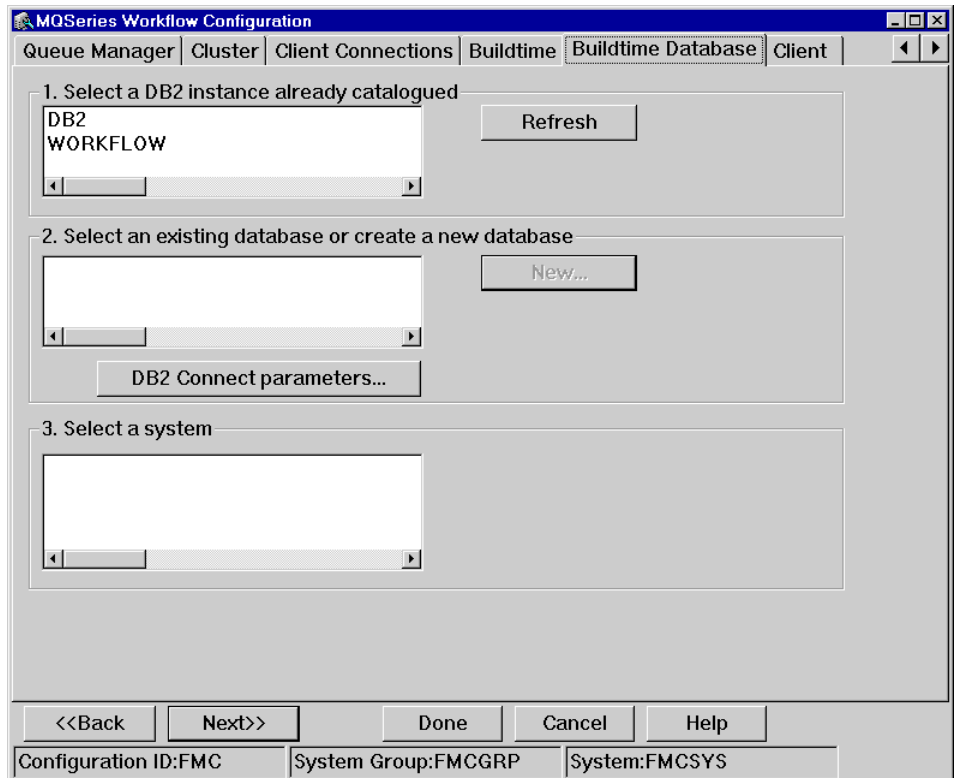 MQSeries Workflow Configuration
Queue Manager Cluster Client Connections Buildtime Buildtime Database Client
1. Select a DB2 instance already catalogued
DB2
WORKFLOW
Refresh
2. Select an existing database or create a new database
New...
DB2 Connect parameters...
3. Select a system
<<Back Next>> Done Cancel Help
Configuration ID:FMC System Group:FMCGRP System:FMCSYS